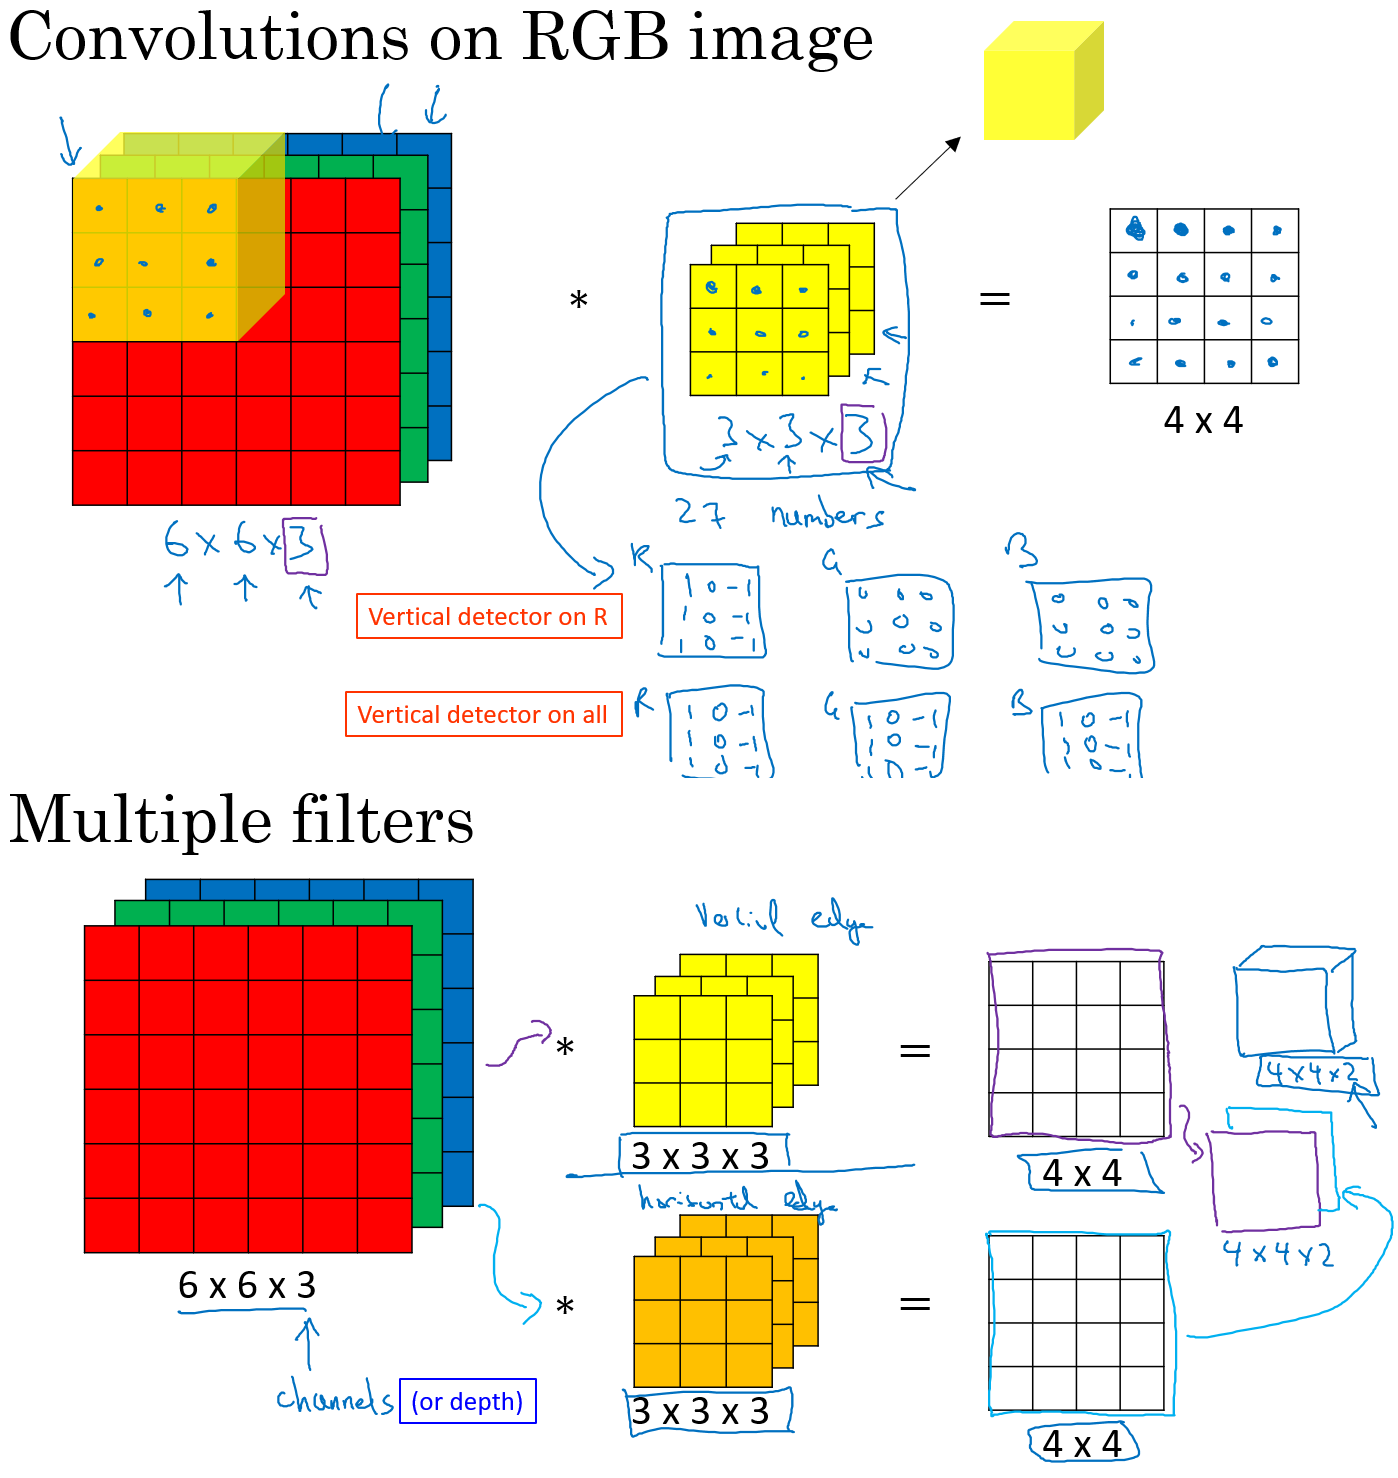 Convolutions on RGB image
*
=
4 x 4
3 x 3 x 3
27 numbers
6 x 6 x 3
R
G
B
Vertical detector on R
1 0 -1
1 0 -1
1 0 -1
0 0 0
0 0 0
0 0 0
0 0 0
0 0 0
0 0 0
Vertical detector on all
R
G
B
1 0 -1
1 0 -1
1 0 -1
1 0 -1
1 0 -1
1 0 -1
1 0 -1
1 0 -1
1 0 -1
Multiple filters
Vertical edge
*
=
3 x 3 x 3
4 x 4
4 x 4 x 2
4 x 4 x 2
horizontal edge
6 x 6 x 3
*
=
channels (or depth)
3 x 3 x 3
4 x 4